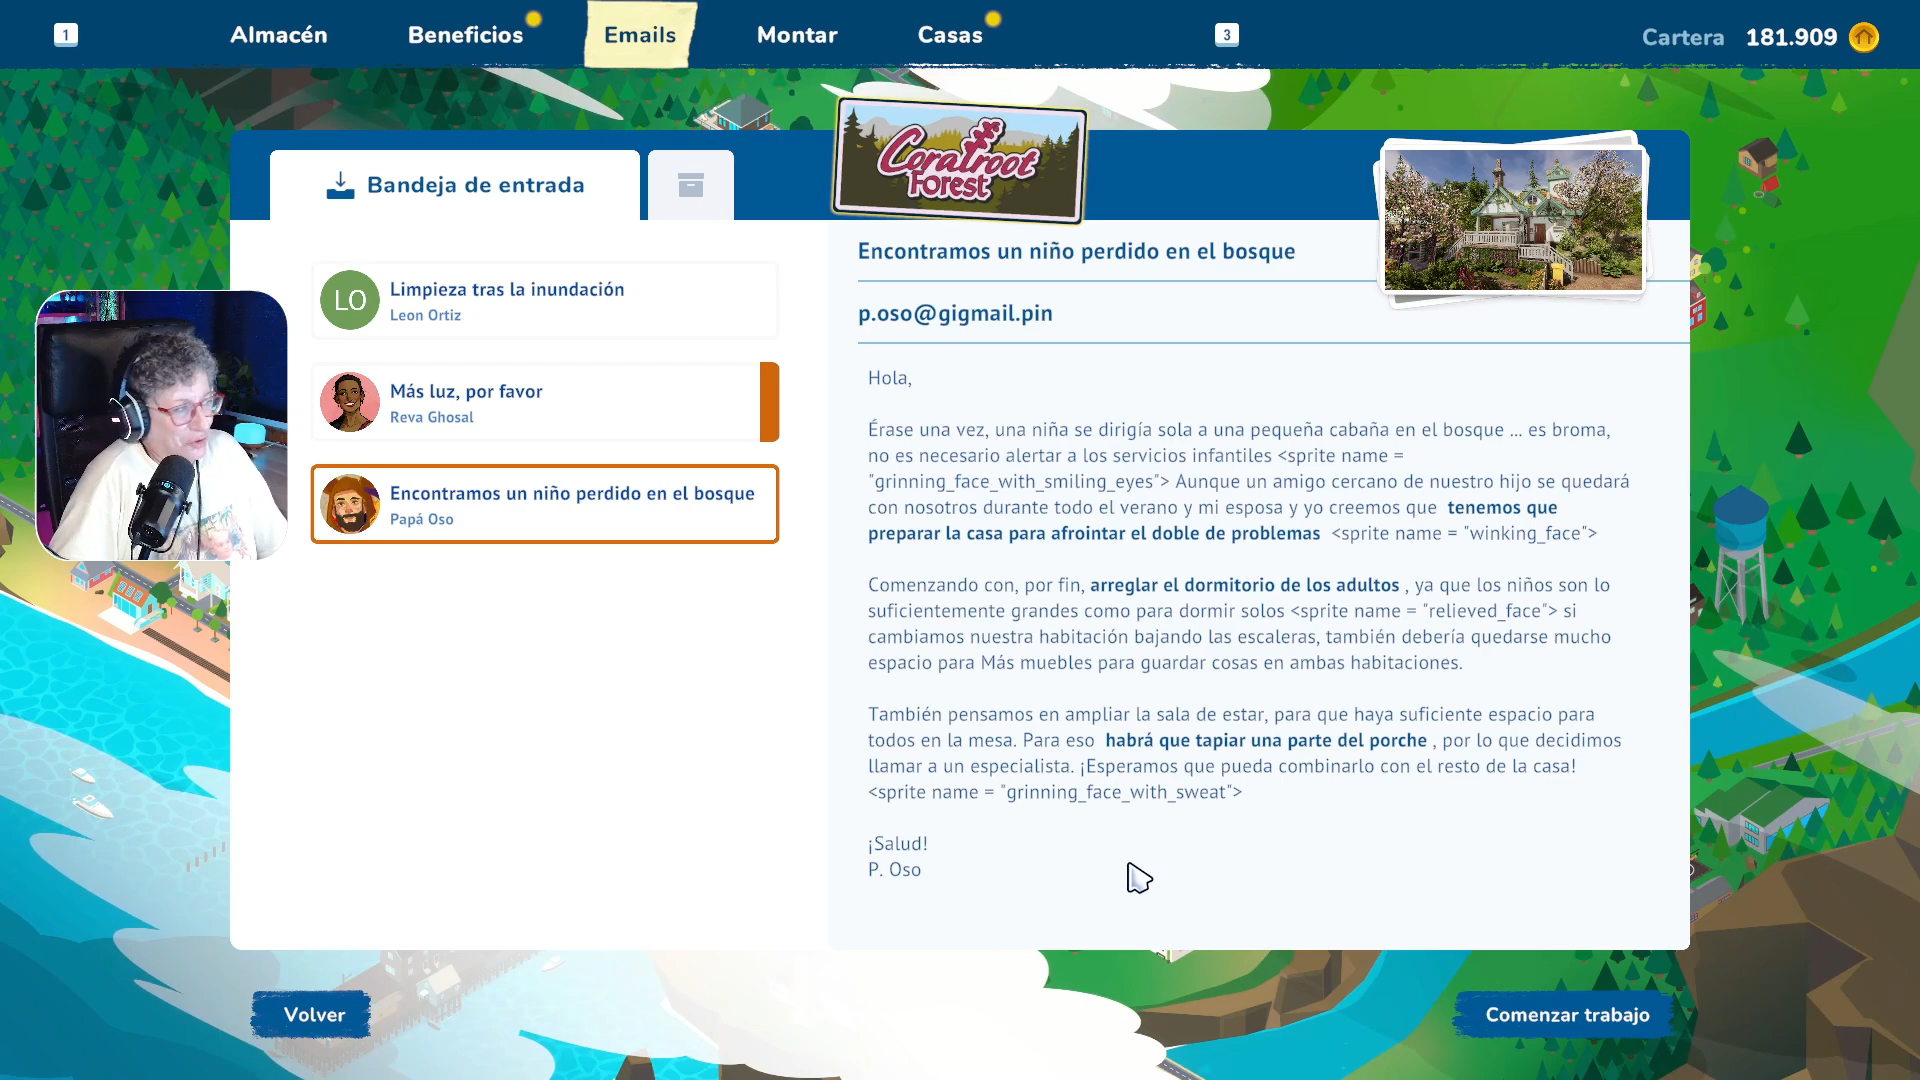 1
Almacén
Beneficios
Emails
Montar
Casas
3
Cartera 181.909
Bandeja de entrada
Coralroot
Forest
LO
Limpieza tras la inundación
Leon Ortiz
Más luz, por favor
Reva Ghosal
Encontramos un niño perdido en el bosque
Papá Oso
Encontramos un niño perdido en el bosque
p.oso@gigmail.pin
Hola,
Érase una vez, una niña se dirigía sola a una pequeña cabaña en el bosque ... es broma,
no es necesario alertar a los servicios infantiles <sprite name =
"grinning_face_with_smiling_eyes"> Aunque un amigo cercano de nuestro hijo se quedará
con nosotros durante todo el verano y mi esposa y yo creemos que tenemos que
preparar la casa para afrointar el doble de problemas <sprite name = "winking_face">
Comenzando con, por fin, arreglar el dormitorio de los adultos , ya que los niños son lo
suficientemente grandes como para dormir solos <sprite name = "relieved_face"> si
cambiamos nuestra habitación bajando las escaleras, también debería quedarse mucho
espacio para Más muebles para guardar cosas en ambas habitaciones.
También pensamos en ampliar la sala de estar, para que haya suficiente espacio para
todos en la mesa. Para eso habrá que tapiar una parte del porche , por lo que decidimos
llamar a un especialista. ¡Esperamos que pueda combinarlo con el resto de la casa!
<sprite name = "grinning_face_with_sweat">
¡Salud!
P. Oso
Volver
Comenzar trabajo